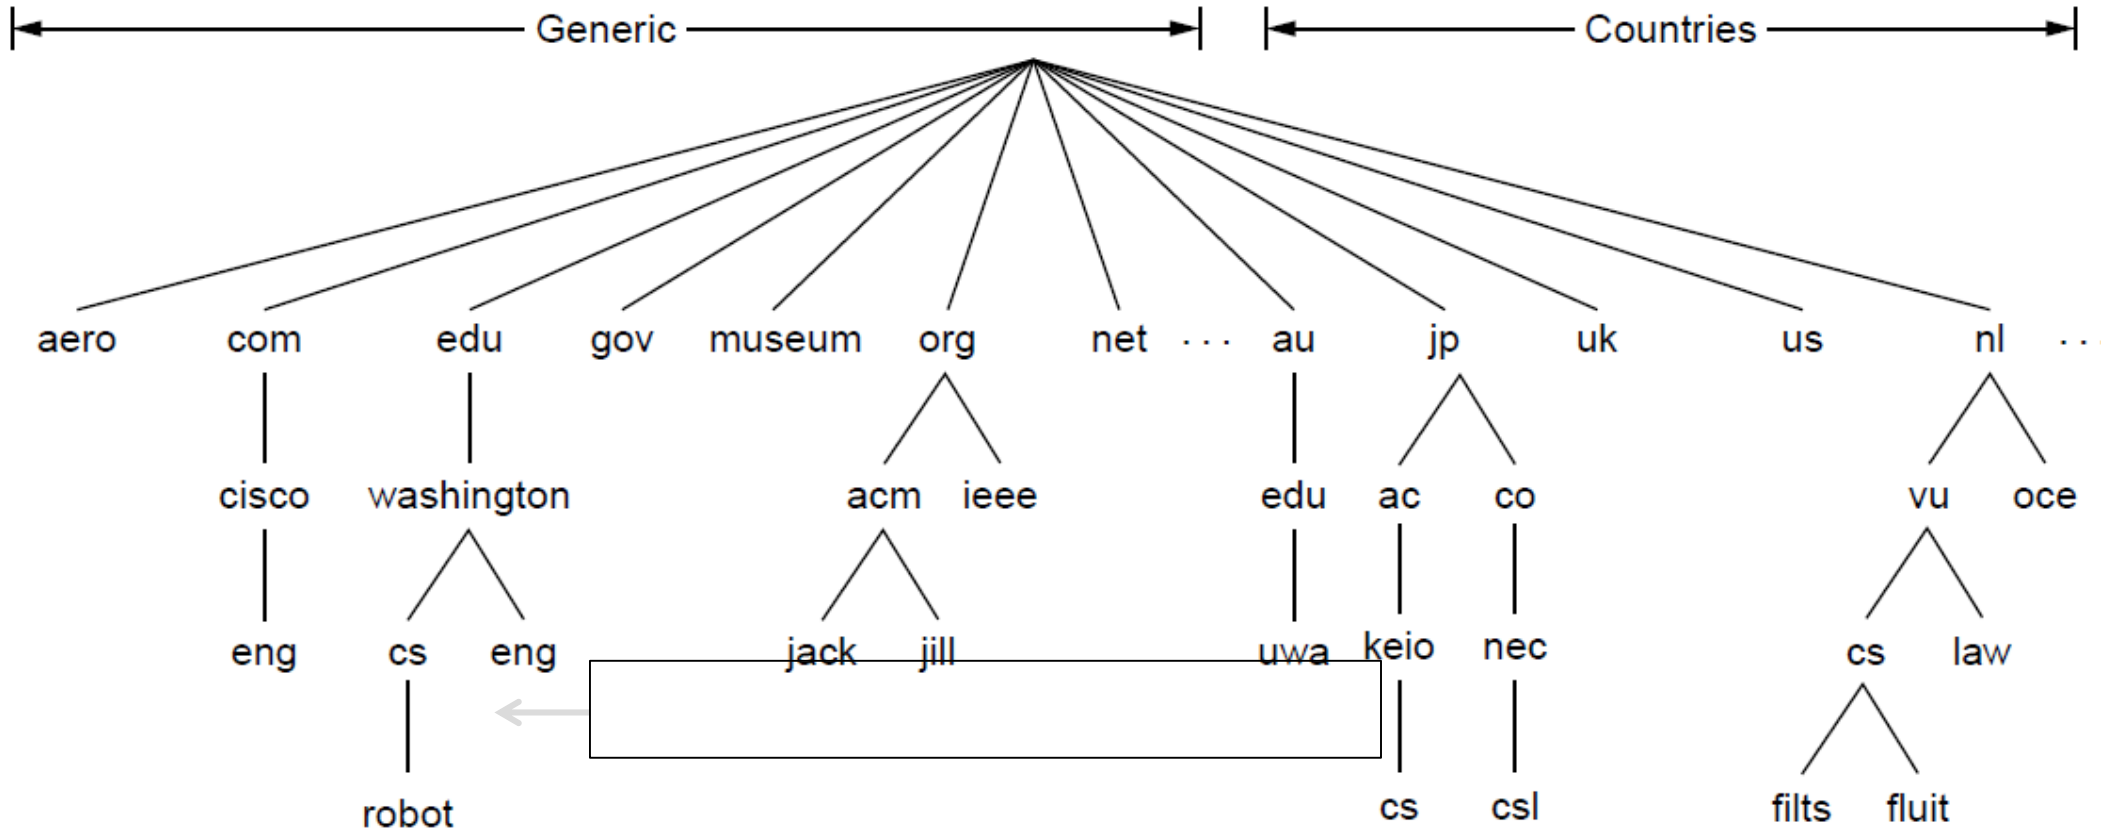 Generic Countries
aero com edu gov museum org net ... au jp uk us nl ...
cisco washington acm ieee edu ac co vu oce
eng cs eng jack jill uwa keio nec cs law
robot cs csl filts fluit